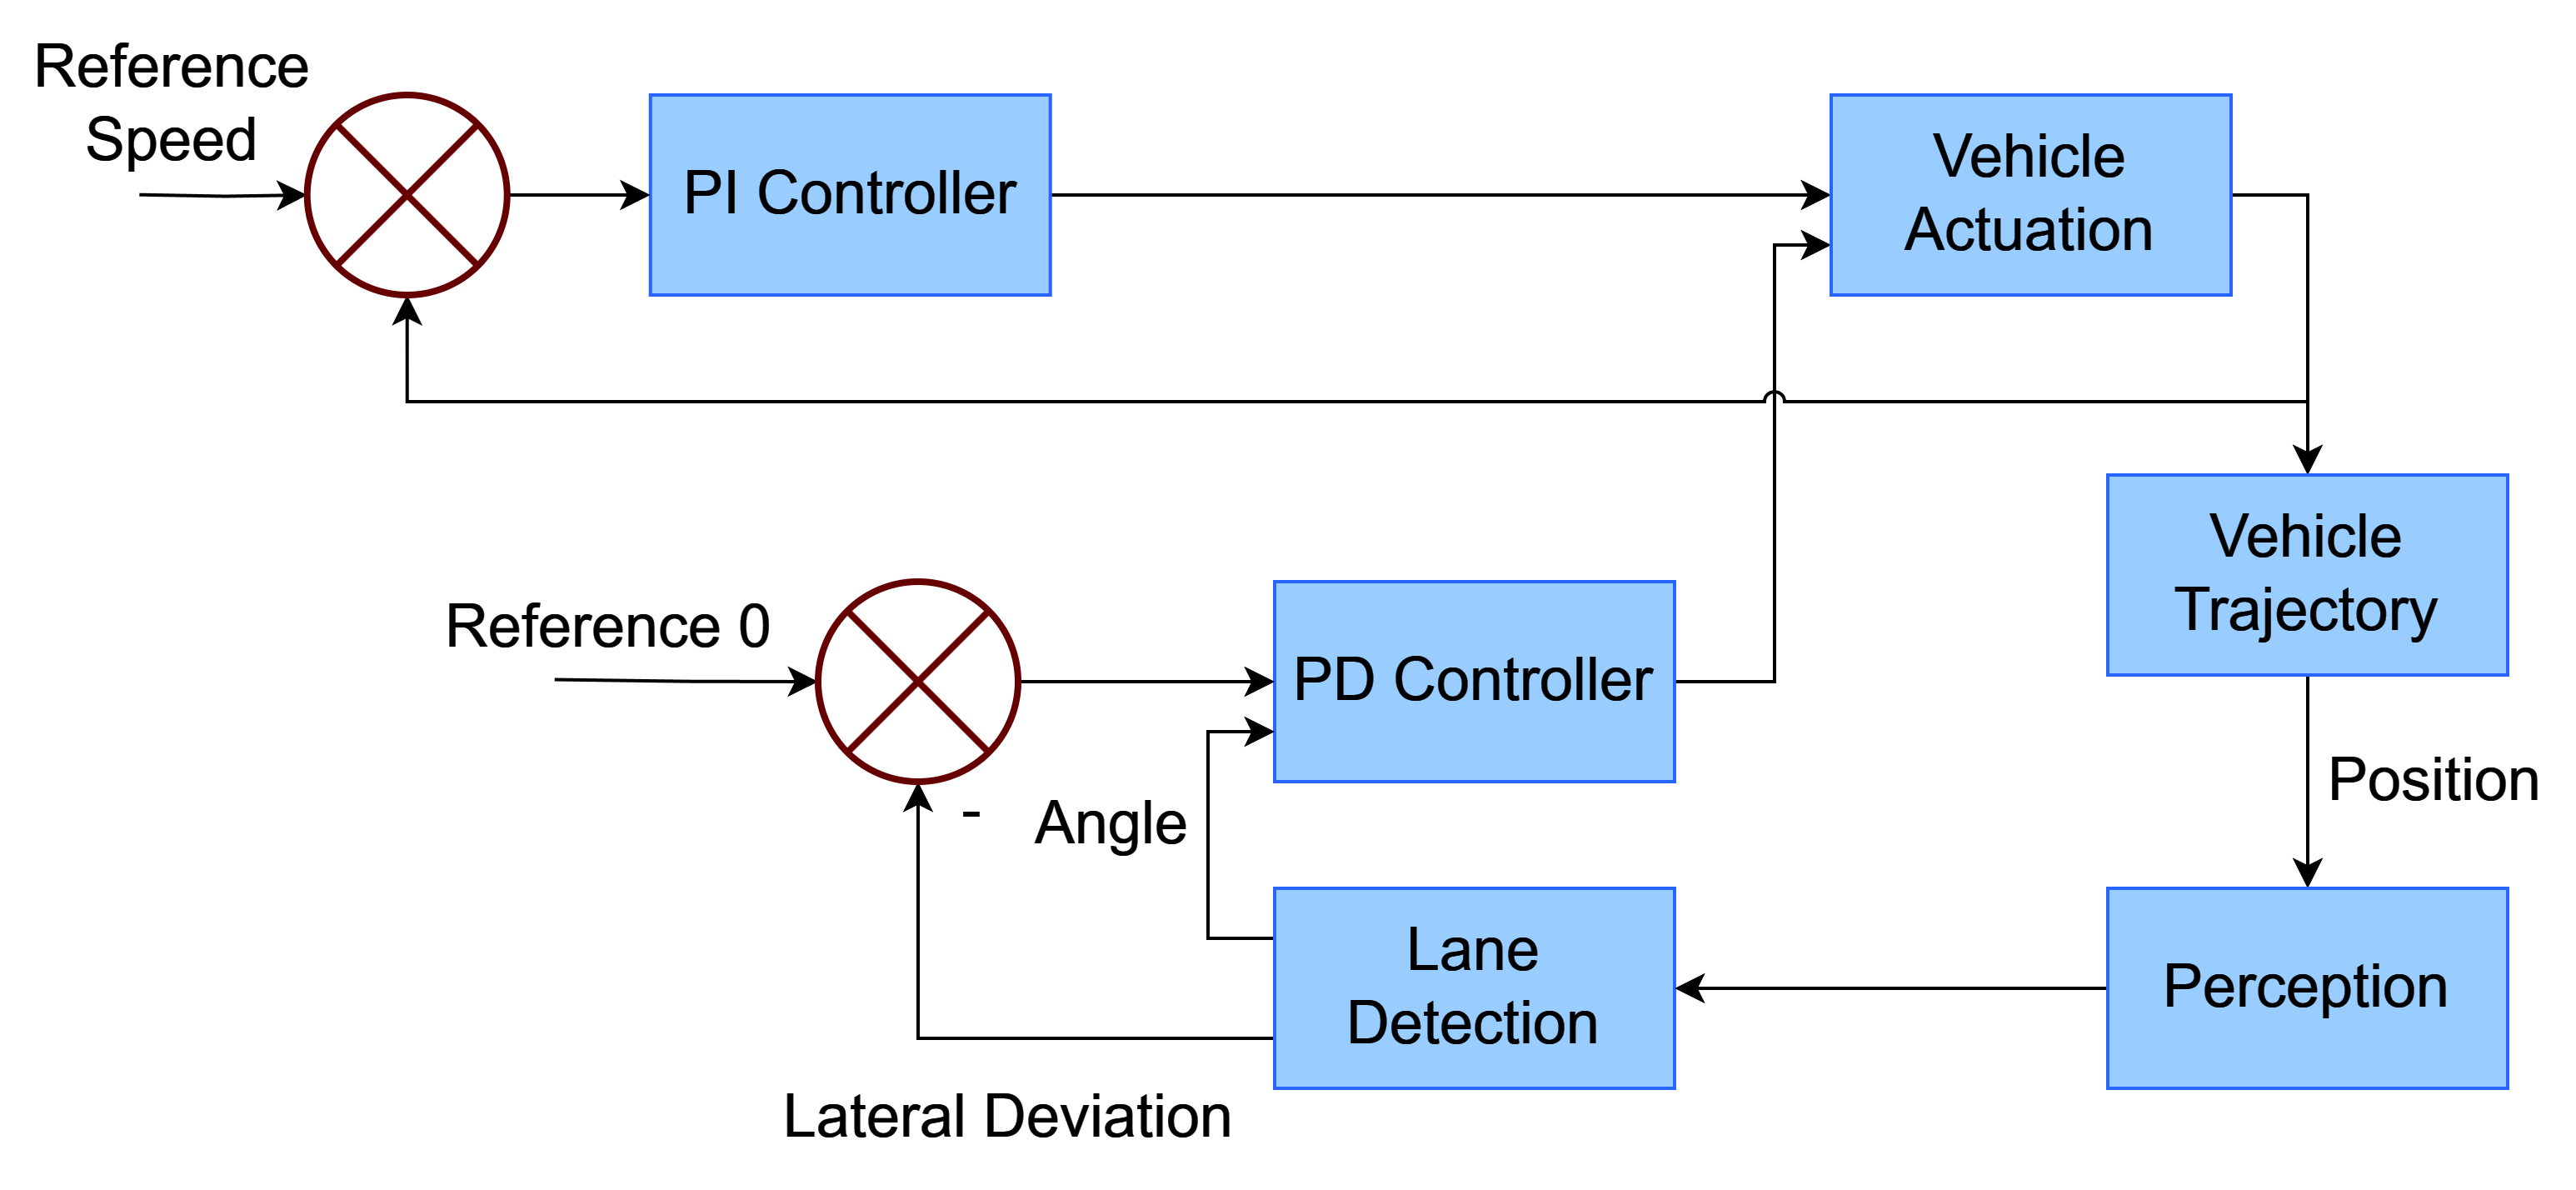 Reference
Speed
PI Controller
Vehicle
Actuation
Reference 0
PD Controller
Vehicle
Trajectory
-
Angle
Position
Lane
Detection
Perception
Lateral Deviation